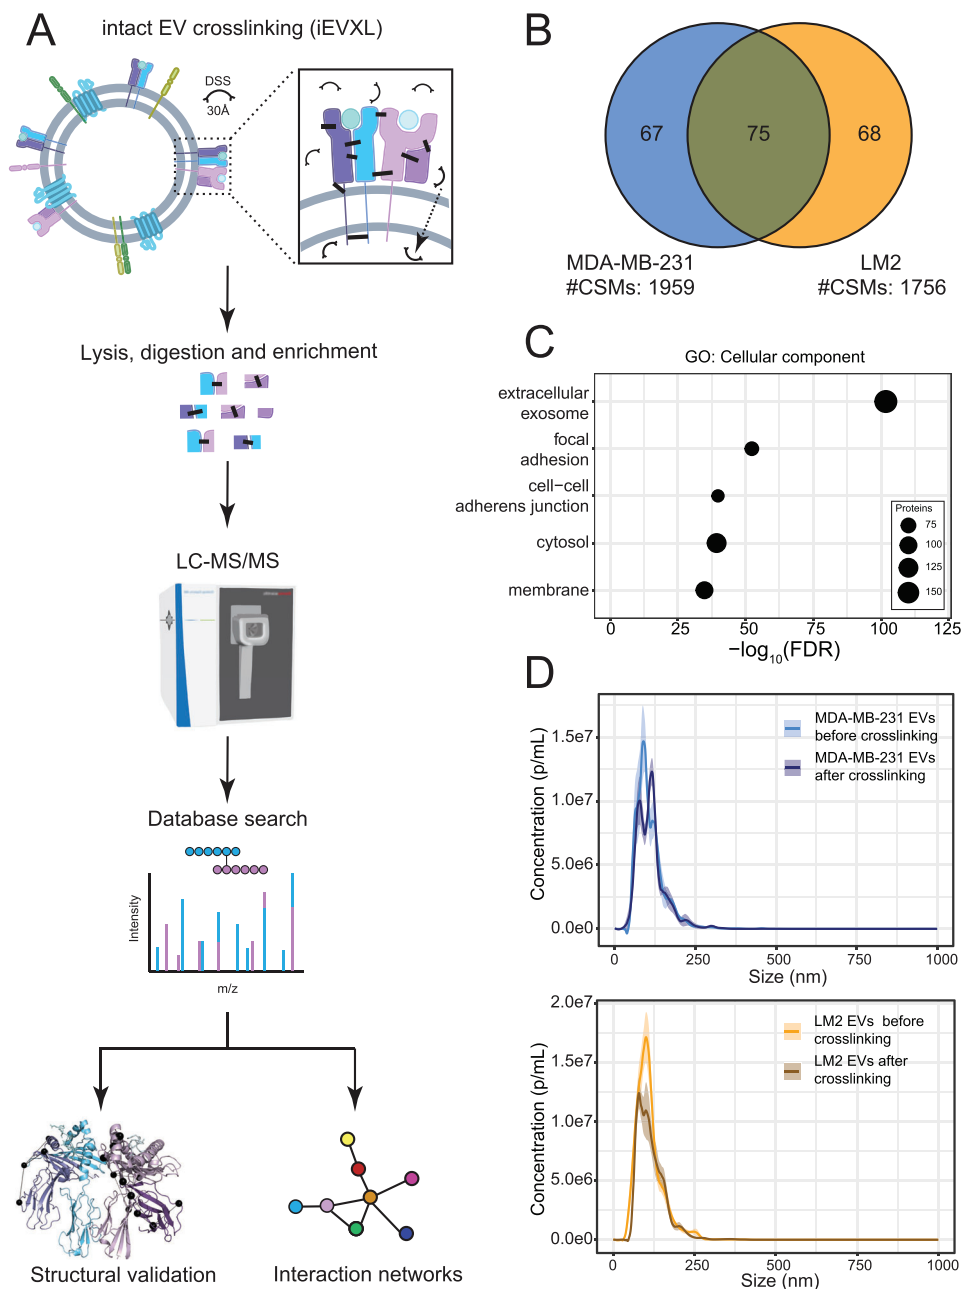 A
intact EV crosslinking (iEVXL)
DSS
30Å
Lysis, digestion and enrichment
LC-MS/MS
Database search
Intensity
m/z
Structural validation
Interaction networks
B
67
75
68
MDA-MB-231
#CSMs: 1959
LM2
#CSMs: 1756
C
GO: Cellular component
extracellular
exosome
focal
adhesion
cell−cell
adherens junction
cytosol
membrane
Proteins
75
100
125
150
0 25 50 75 100 125
−log10(FDR)
D
MDA-MB-231 EVs
before crosslinking
MDA-MB-231 EVs
after crosslinking
Concentration (p/mL)
1.5e7
1.0e7
5.0e6
0.0e0
0 250 500 750 1000
Size (nm)
LM2 EVs before
crosslinking
LM2 EVs after
crosslinking
Concentration (p/mL)
2.0e7
1.5e7
1.0e7
5.0e6
0.0e0
0 250 500 750 1000
Size (nm)